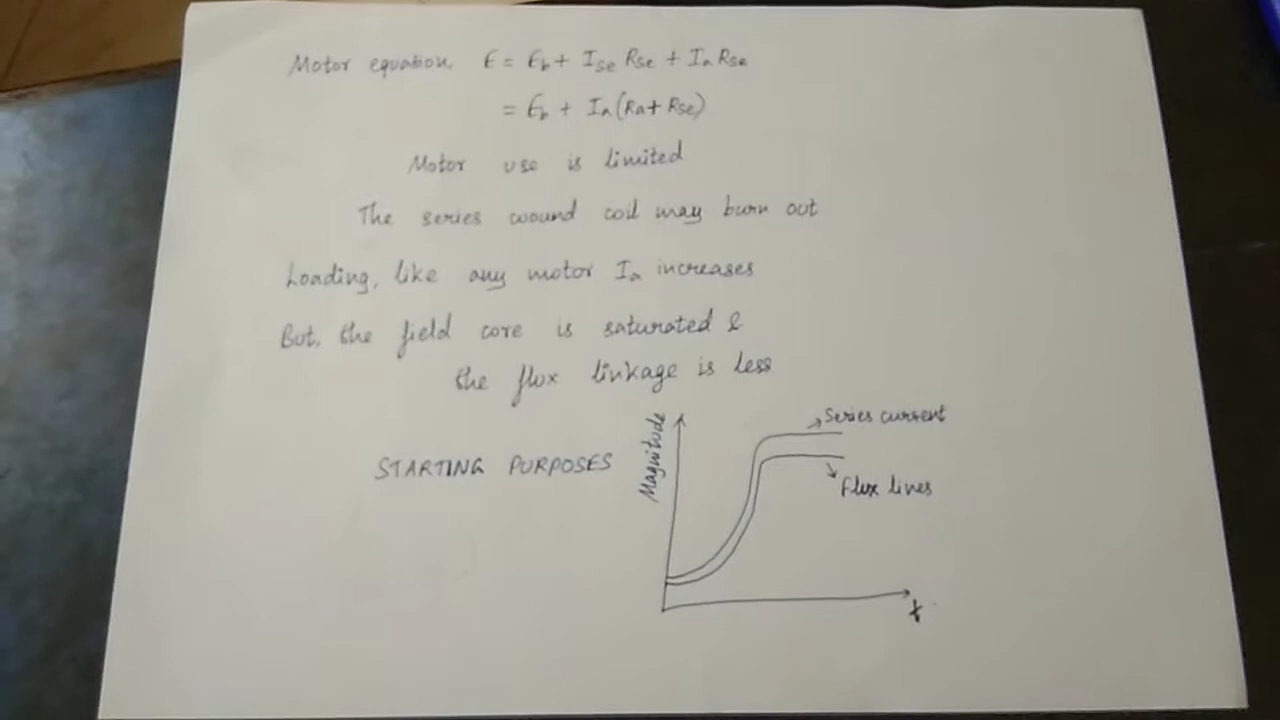 Motor equation, E = Eb + Ise Rse + Ia Rse
= Eb + Ia (Ra + Rse)
Motor use is limited
The series wound coil may burn out
Loading, like any motor Ia increases
But, the field core is saturated &
the flux linkage is less
STARTING PURPOSES
Magnitude
Series current
Flux lines
t